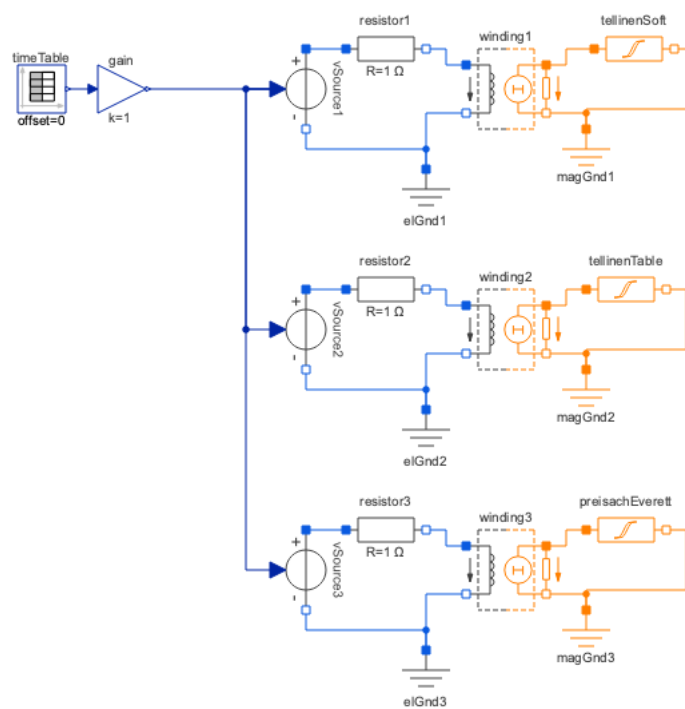 timeTable
offset=0
gain
k=1
+
-
vSource1
resistor1
R=1 Ω
elGnd1
winding1
tellinenSoft
magGnd1
+
-
vSource2
resistor2
R=1 Ω
elGnd2
winding2
tellinenTable
magGnd2
+
-
vSource3
resistor3
R=1 Ω
elGnd3
winding3
preisachEverett
magGnd3